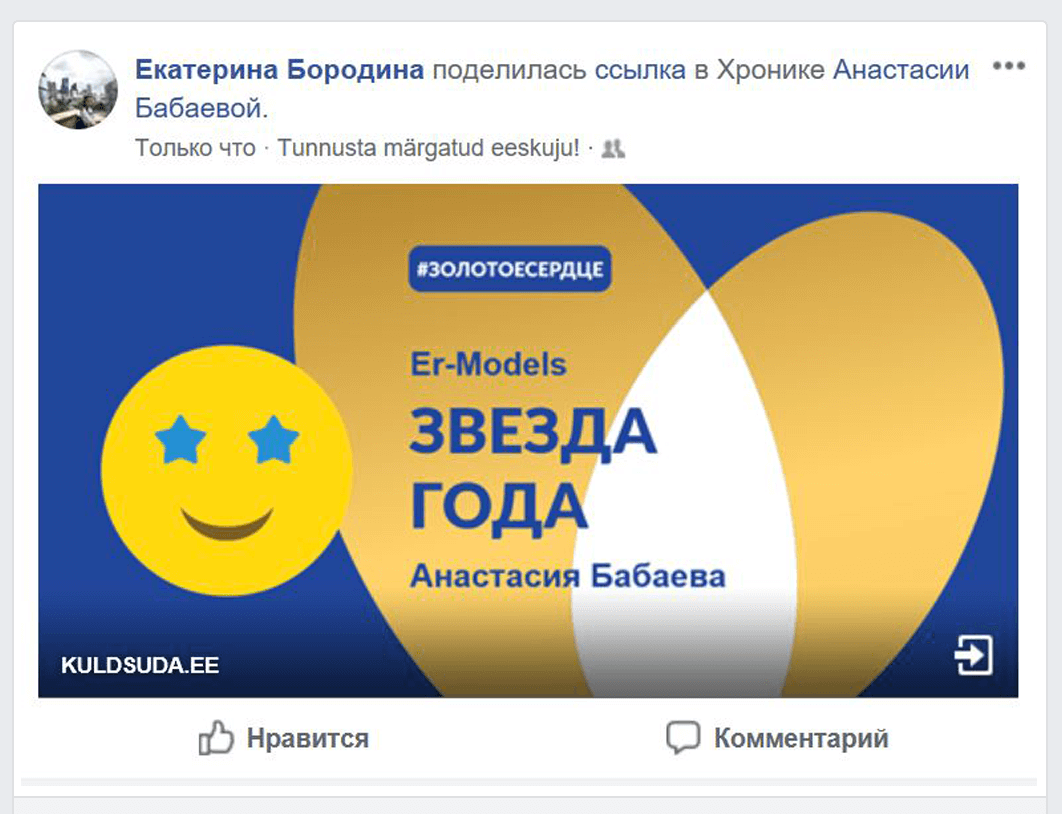 Екатерина Бородина поделилась ссылка в Хронике Анастасии
Бабаевой.
Только что · Tunnusta märgatud eeskuju! ·
#ЗОЛОТОЕСЕРДЦЕ
Er-Models
ЗВЕЗДА
ГОДА
Анастасия Бабаева
KULDSUDA.EE
Нравится
Комментарий